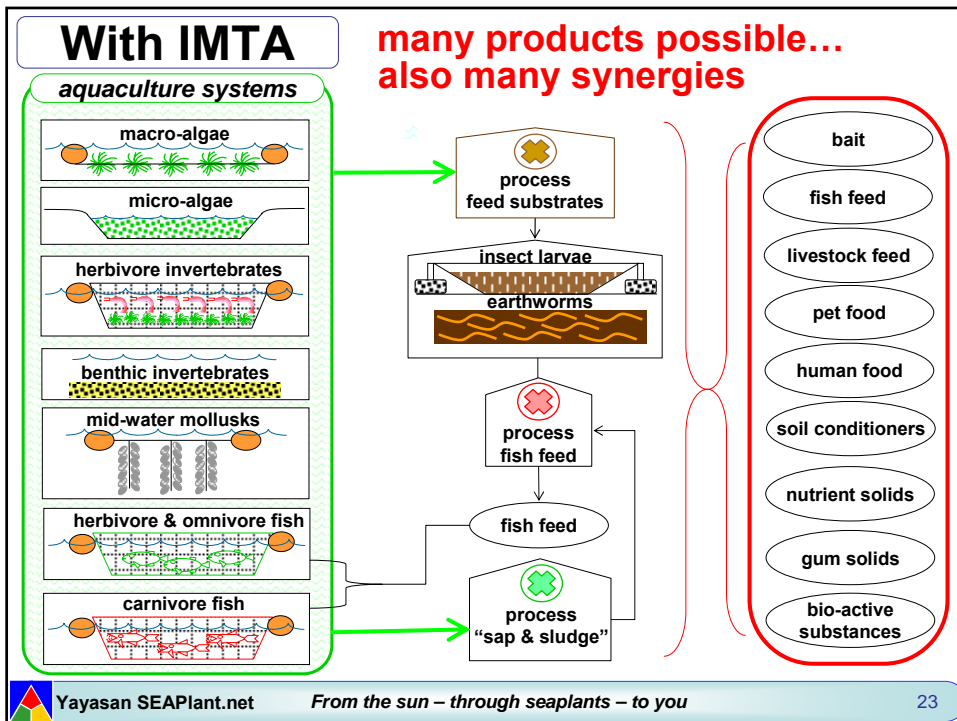 With IMTA
many products possible…
also many synergies
aquaculture systems
macro-algae
micro-algae
herbivore invertebrates
benthic invertebrates
mid-water mollusks
herbivore & omnivore fish
carnivore fish
process
feed substrates
insect larvae
earthworms
process
fish feed
fish feed
process
“sap & sludge”
bait
fish feed
livestock feed
pet food
human food
soil conditioners
nutrient solids
gum solids
bio-active
substances
Yayasan SEAPlant.net
From the sun – through seaplants – to you
23